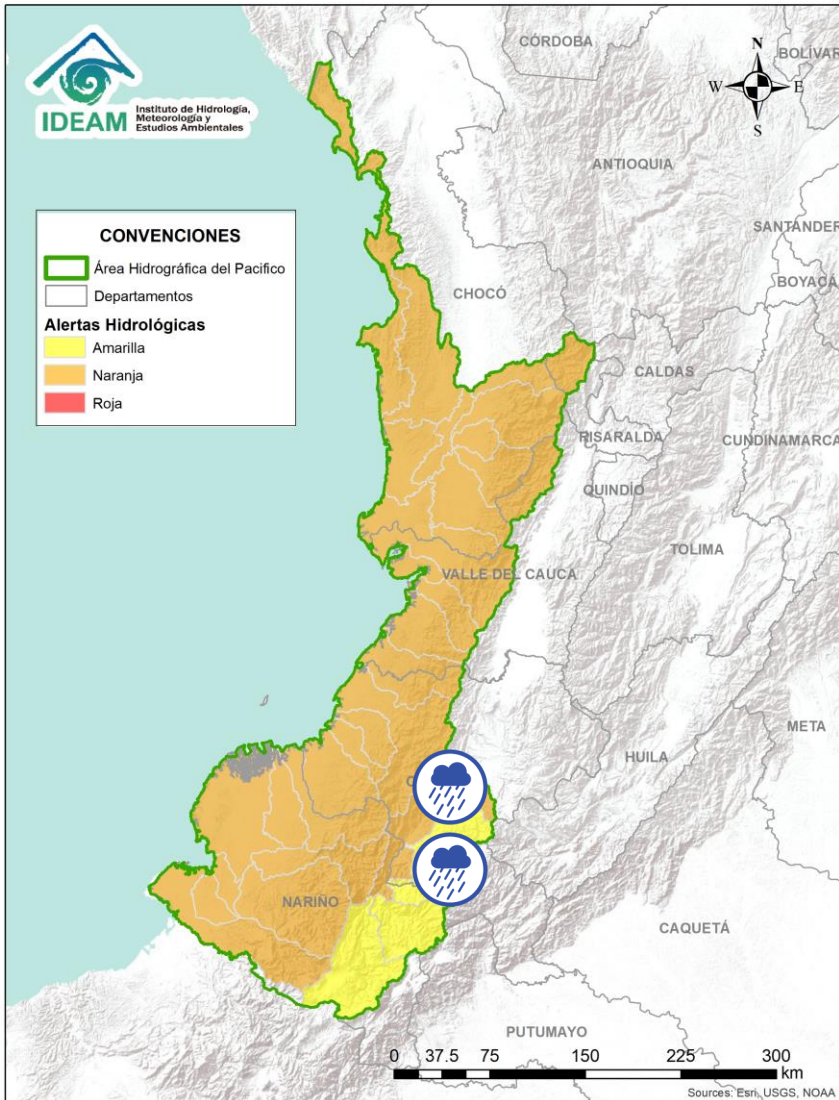 IDEAM
Instituto de Hidrología,
Meteorología y
Estudios Ambientales
CÓRDOBA
BOLÍVAR
N
W
E
S
ANTIOQUIA
SANTANDER
BOYACÁ
CONVENCIONES
Área Hidrográfica del Pacifico
Departamentos
Alertas Hidrológicas
Amarilla
Naranja
Roja
CHOCÓ
CALDAS
RISARALDA
CUNDINAMARCA
QUINDÍO
TOLIMA
VALLE DEL CAUCA
META
HUILA
NARIÑO
CAQUETÁ
PUTUMAYO
0 37.5 75 150 225 300
km
Sources: Esri, USGS, NOAA